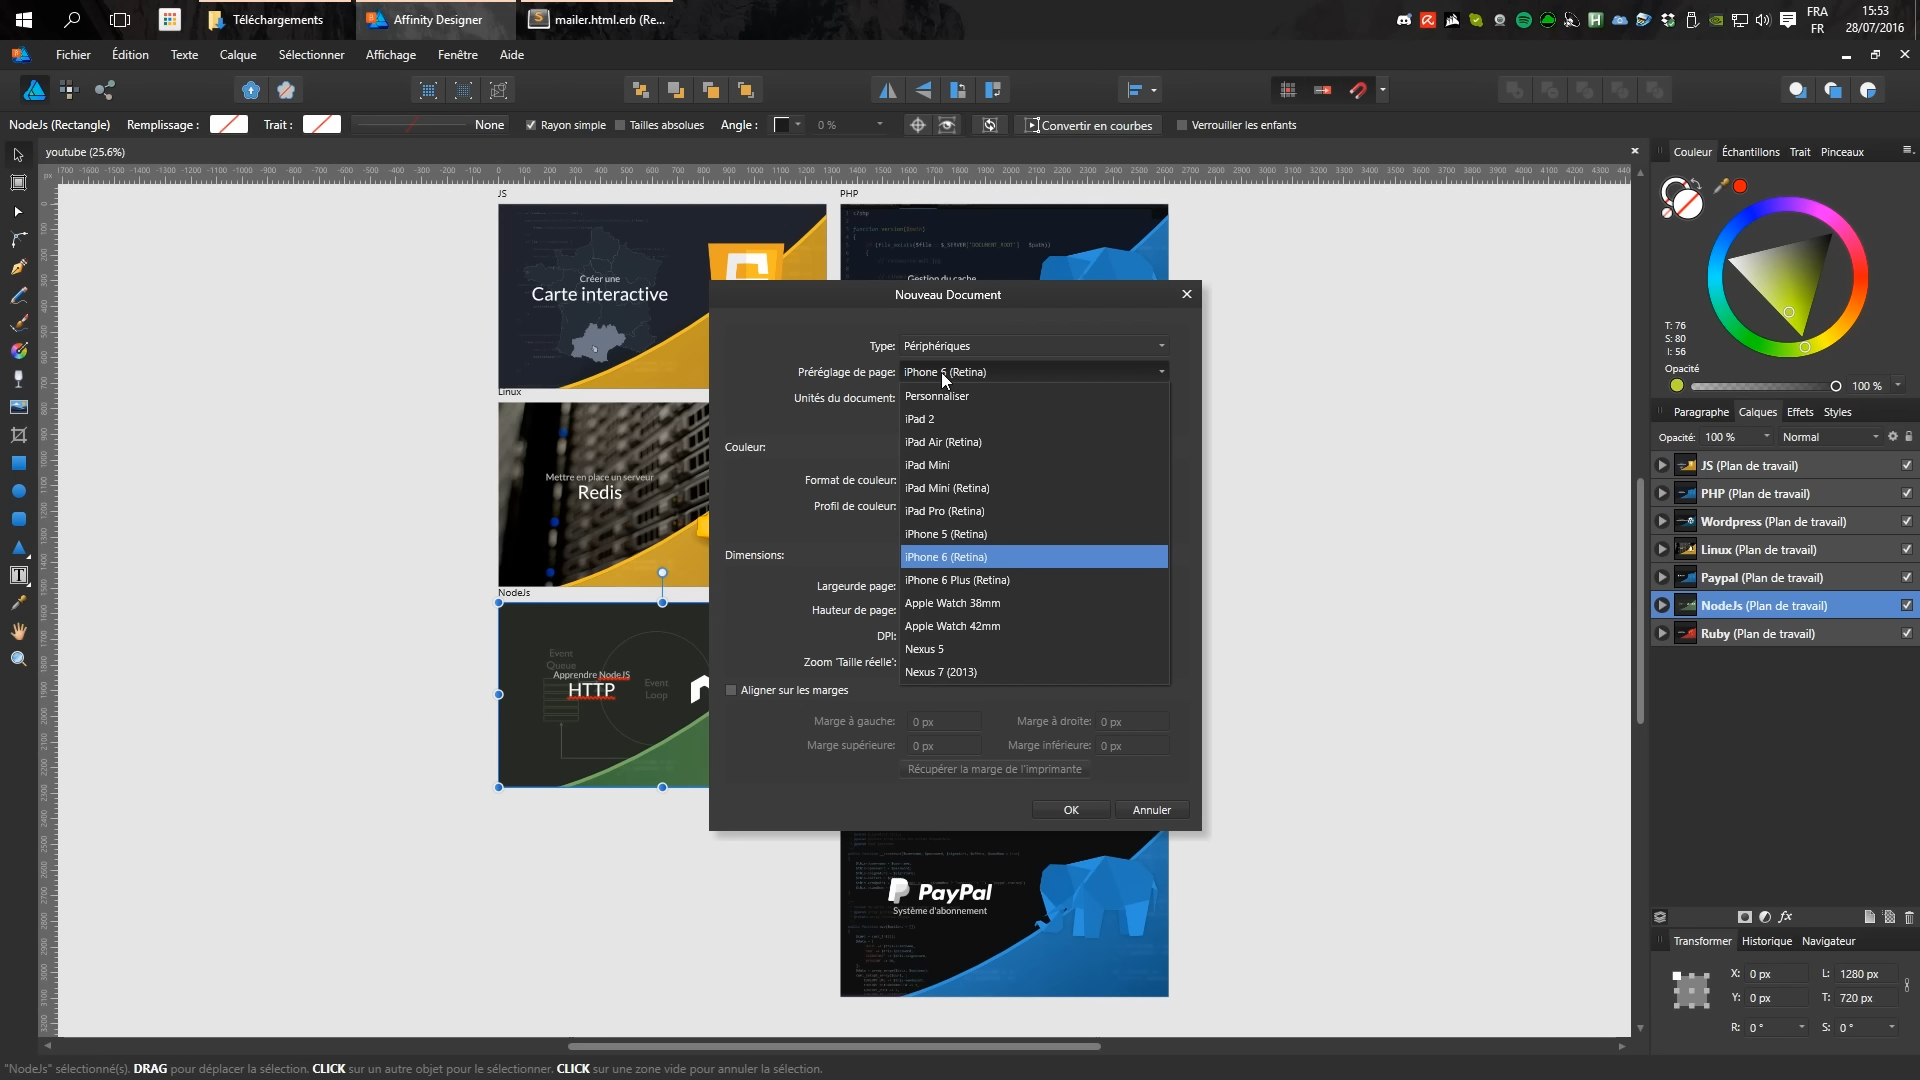 Téléchargements
Affinity Designer
mailer.html.erb (Re...
FRA
FR
15:53
28/07/2016
Fichier Édition Texte Calque Sélectionner Affichage Fenêtre Aide
NodeJs (Rectangle) Remplissage : Trait : None Rayon simple Tailles absolues Angle : 0 % Convertir en courbes Verrouiller les enfants
youtube (25.6%)
Couleur Échantillons Trait Pinceaux
T: 76
S: 80
I: 56
Opacité
100 %
Paragraphe Calques Effets Styles
Opacité: 100 % Normal
JS (Plan de travail)
PHP (Plan de travail)
Wordpress (Plan de travail)
Linux (Plan de travail)
Paypal (Plan de travail)
NodeJs (Plan de travail)
Ruby (Plan de travail)
Transformer Historique Navigateur
X: 0 px L: 1280 px
Y: 0 px T: 720 px
R: 0° S: 0°
px
JS
PHP
Créer une
Carte interactive
Gestion du cache
Linux
Mettre en place un serveur
Redis
NodeJs
Event
Queue
Apprendre NodeJS
HTTP
Event
Loop
PayPal
Système d'abonnement
Nouveau Document
Type: Périphériques
Préréglage de page: iPhone 6 (Retina)
Unités du document:
Personnaliser
iPad 2
iPad Air (Retina)
iPad Mini
iPad Mini (Retina)
iPad Pro (Retina)
iPhone 5 (Retina)
iPhone 6 (Retina)
iPhone 6 Plus (Retina)
Apple Watch 38mm
Apple Watch 42mm
Nexus 5
Nexus 7 (2013)
Couleur:
Format de couleur:
Profil de couleur:
Dimensions:
Largeurde page:
Hauteur de page:
DPI:
Zoom 'Taille réelle':
Aligner sur les marges
Marge à gauche: 0 px Marge à droite: 0 px
Marge supérieure: 0 px Marge inférieure: 0 px
Récupérer la marge de l'imprimante
OK Annuler
"NodeJs" sélectionné(s). DRAG pour déplacer la sélection. CLICK sur un autre objet pour le sélectionner. CLICK sur une zone vide pour annuler la sélection.